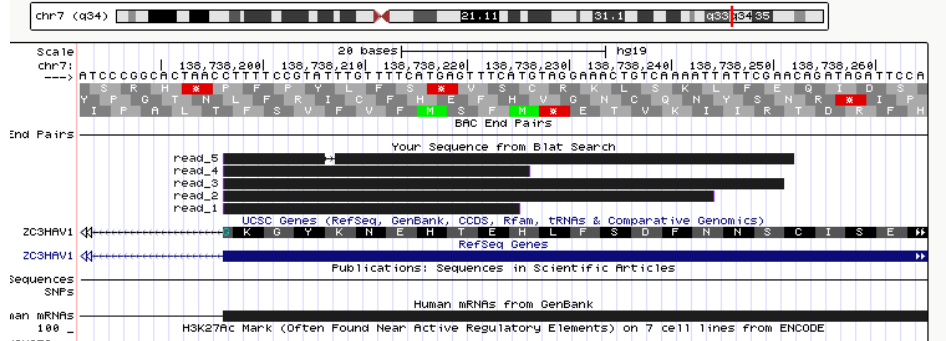 chr7 (q34) 21.11 31.1 q33 q34 35
Scale 20 bases hg19
chr7: 138,738,200 138,738,210 138,738,220 138,738,230 138,738,240 138,738,250 138,738,260
---> ATCCCGGCACTAACCTTTTCCGTATTTGTTTTCATGAGTTTCATGTAGGAAACTGTCAAAATTATTCGAACAGATAGATTCCA
S R H * P F P Y L F S * V S C R K L S K L F E Q I D S
Y P G T N L F R I C F H E F H V G N C Q N Y S N R * I P
I P A L T F S V F V F M S F M * E T V K I I R T D R F H
BAC End Pairs
End Pairs
Your Sequence from Blat Search
read_5
read_4
read_3
read_2
read_1
UCSC Genes (RefSeq, GenBank, CCDS, Rfam, tRNAs & Comparative Genomics)
ZC3HAV1 G K G Y K N E H T E H L F S D F N N S C I S E
RefSeq Genes
ZC3HAV1
Publications: Sequences in Scientific Articles
Sequences
SNPs
Human mRNAs from GenBank
an mRNAs
100 _ H3K27Ac Mark (Often Found Near Active Regulatory Elements) on 7 cell lines from ENCODE